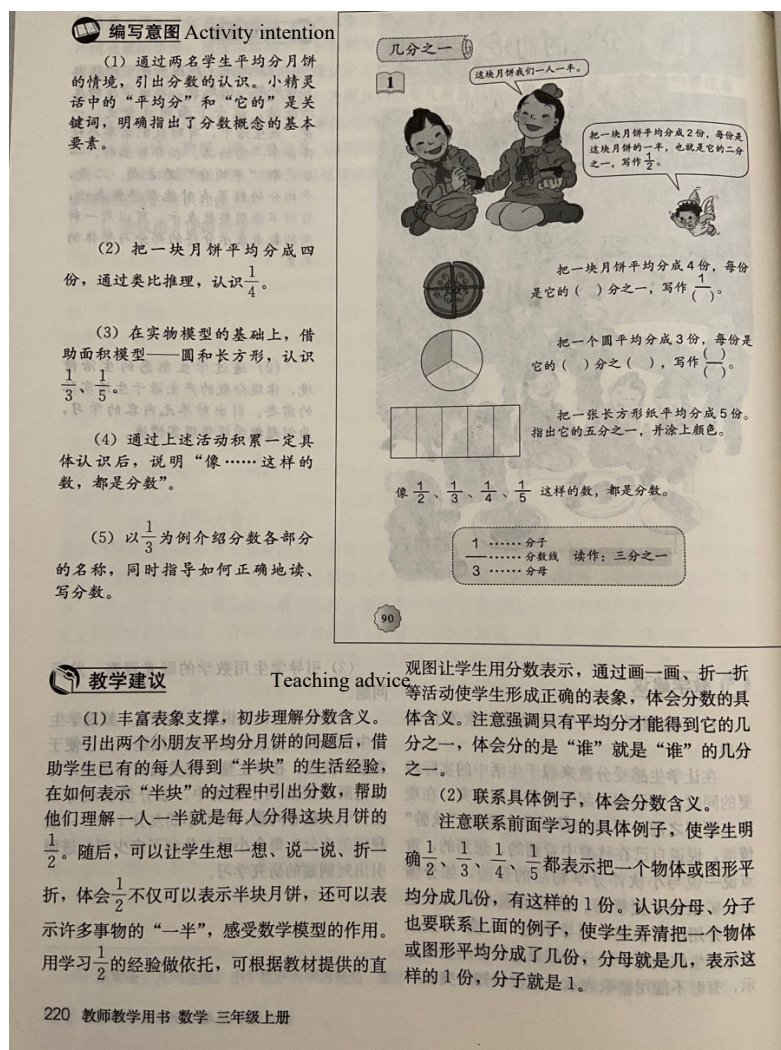 编写意图 Activity intention
（1）通过两名学生平均分月饼
的情境，引出分数的认识。小精灵
话中的“平均分”和“它的”是关
键词，明确指出了分数概念的基本
要素。
（2）把一块月饼平均分成四
份，通过类比推理，认识1/4。
（3）在实物模型的基础上，借
助面积模型——圆和长方形，认识
1/3、1/5。
（4）通过上述活动积累一定具
体认识后，说明“像……这样的
数，都是分数”。
（5）以1/3为例介绍分数各部分
的名称，同时指导如何正确地读、
写分数。
几分之一
1
这块月饼我们一人一半。
把一块月饼平均分成2份，每份是
这块月饼的一半，也就是它的二分
之一，写作1/2。
把一块月饼平均分成4份，每份
是它的（ ）分之一，写作1/( )。
把一个圆平均分成3份，每份是
它的（ ）分之（ ），写作( )/( )。
把一张长方形纸平均分成5份。
指出它的五分之一，并涂上颜色。
像1/2、1/3、1/4、1/5这样的数，都是分数。
1……分子
——……分数线 读作：三分之一
3……分母
90
教学建议 Teaching advice
（1）丰富表象支撑，初步理解分数含义。
引出两个小朋友平均分月饼的问题后，借
助学生已有的每人得到“半块”的生活经验，
在如何表示“半块”的过程中引出分数，帮助
他们理解一人一半就是每人分得这块月饼的
1/2。随后，可以让学生想一想、说一说、折一
折，体会1/2不仅可以表示半块月饼，还可以表
示许多事物的“一半”，感受数学模型的作用。
用学习1/2的经验做依托，可根据教材提供的直
观图让学生用分数表示，通过画一画、折一折
等活动使学生形成正确的表象，体会分数的具
体含义。注意强调只有平均分才能得到它的几
分之一，体会分的是“谁”就是“谁”的几分
之一。
（2）联系具体例子，体会分数含义。
注意联系前面学习的具体例子，使学生明
确1/2、1/3、1/4、1/5都表示把一个物体或图形平
均分成几份，有这样的1份。认识分母、分子
也要联系上面的例子，使学生弄清把一个物体
或图形平均分成了几份，分母就是几，表示这
样的1份，分子就是1。
220 教师教学用书 数学 三年级上册